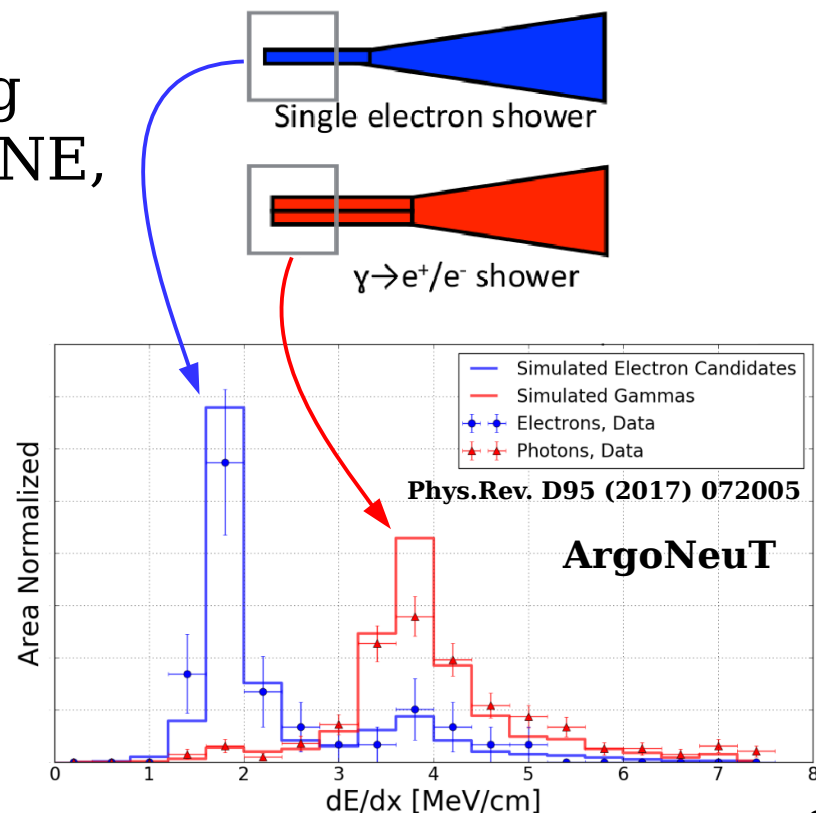 g
NE,
Single electron shower
γ→e⁺/e⁻ shower
Simulated Electron Candidates
Simulated Gammas
Electrons, Data
Photons, Data
Phys.Rev. D95 (2017) 072005
ArgoNeuT
Area Normalized
0 1 2 3 4 5 6 7 8
dE/dx [MeV/cm]